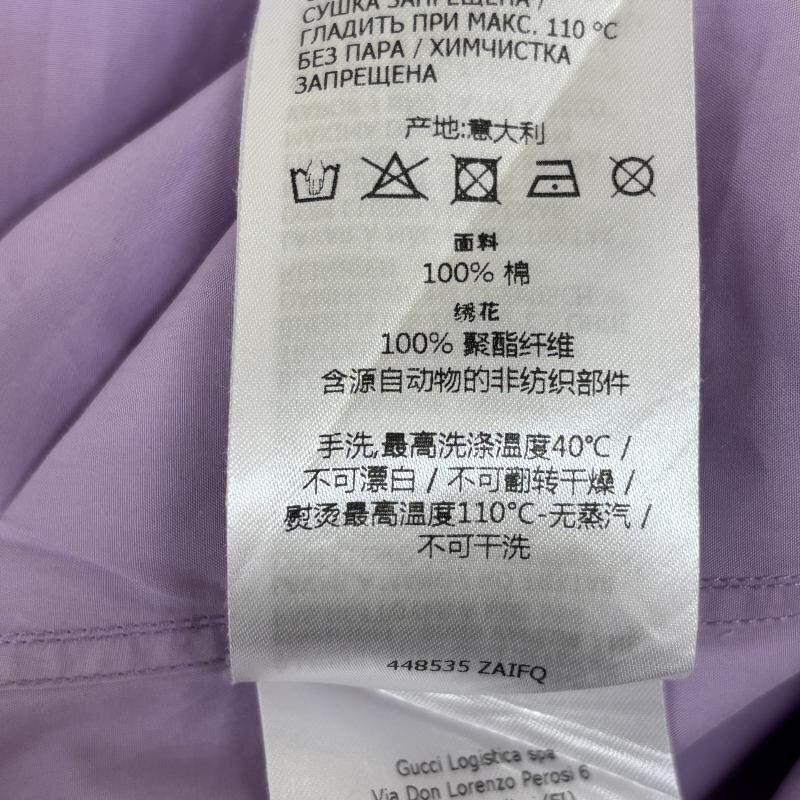 СУШКА ЗАПРЕЩЕНА /
ГЛАДИТЬ ПРИ МАКС. 110 °C
БЕЗ ПАРА / ХИМЧИСТКА
ЗАПРЕЩЕНА
产地:意大利
面料
100% 棉
绣花
100% 聚酯纤维
含源自动物的非纺织部件
手洗,最高洗涤温度40°C /
不可漂白 / 不可翻转干燥 /
熨烫最高温度110°C-无蒸汽 /
不可干洗
448535 ZAIFQ
Gucci Logistica spa
Via Don Lorenzo Perosi 6
(FI)